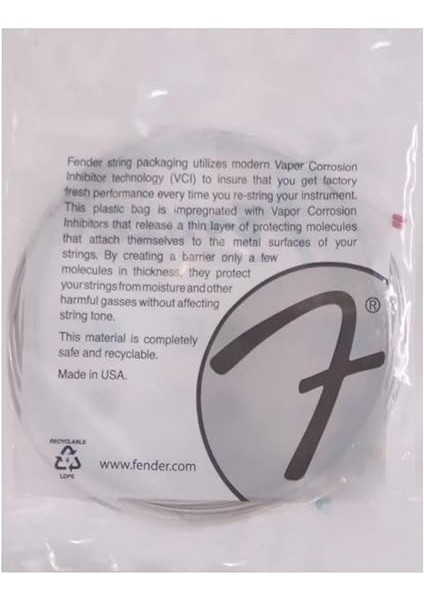 Fender string packaging utilizes modern Vapor Corrosion
Inhibitor technology (VCI) to insure that you get factory
fresh performance every time you re-string your instrument.
This plastic bag is impregnated with Vapor Corrosion
Inhibitors that release a thin layer of protecting molecules
that attach themselves to the metal surfaces of your
strings. By creating a barrier only a few
molecules in thickness, they protect
your strings from moisture and other
harmful gasses without affecting
string tone.
This material is completely
safe and recyclable.
Made in USA.
F®
RECYCLABLE
4
LDPE
www.fender.com